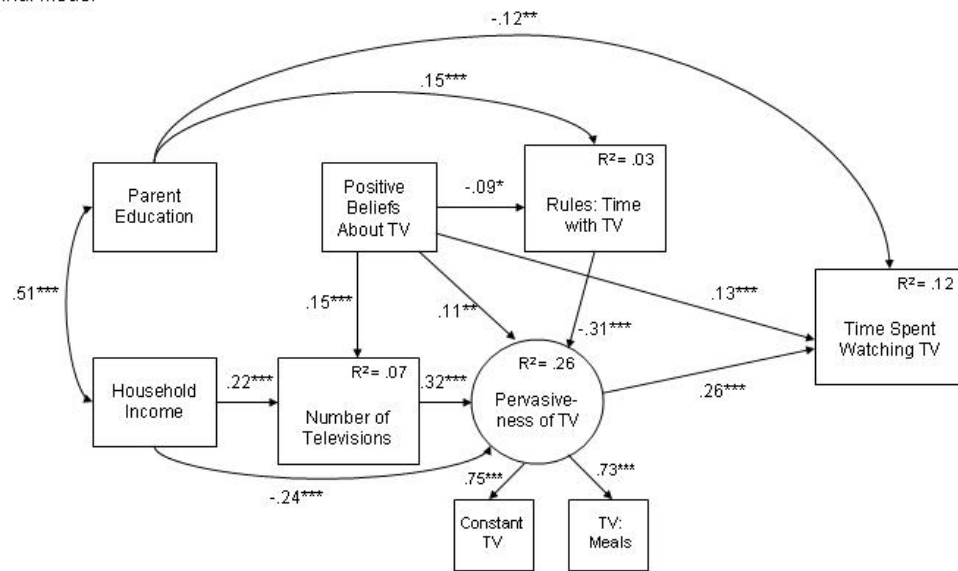 -.12**
.15***
Parent
Education
Positive
Beliefs
About TV
-.09*
R²= .03
Rules: Time
with TV
.51***
.15***
.11**
-.31***
.13***
R²= .12
Time Spent
Watching TV
Household
Income
.22***
R²= .07
Number of
Televisions
.32***
R²= .26
Pervasive-
ness of TV
.26***
-.24***
.75***
.73***
Constant
TV
TV:
Meals